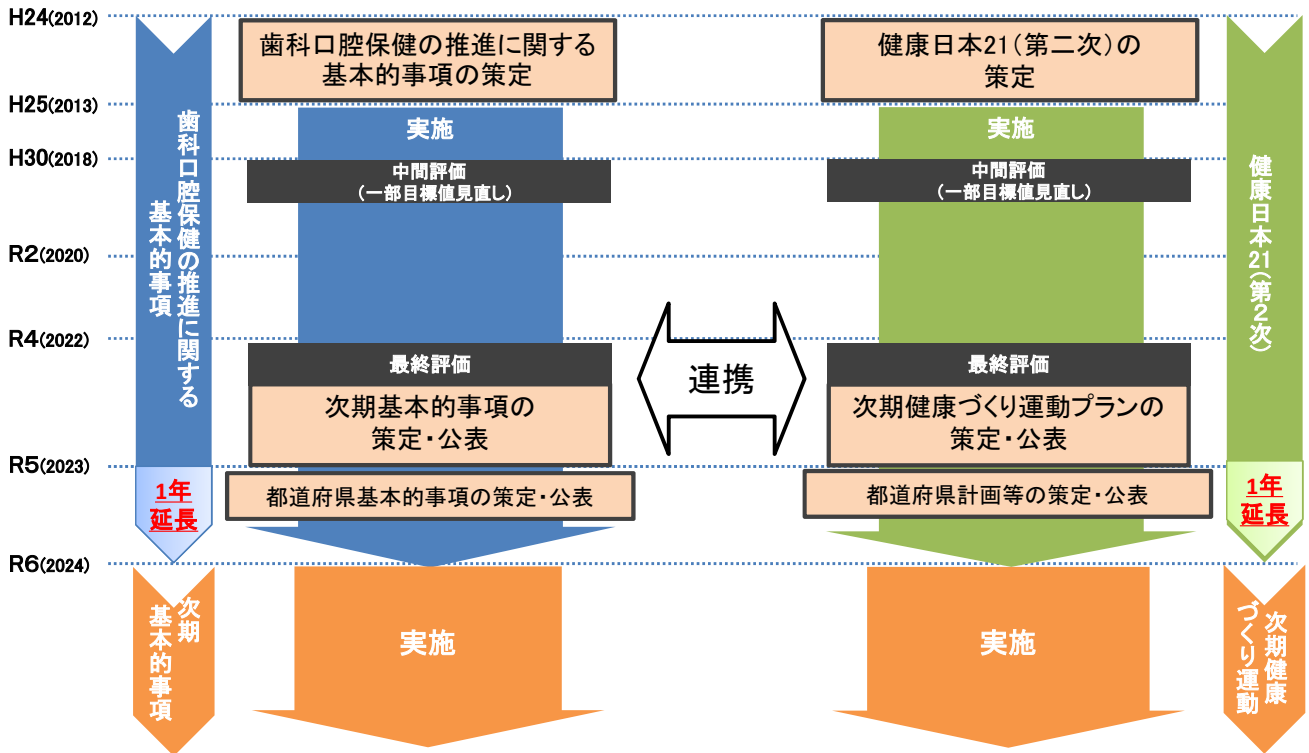 H24(2012)
歯科口腔保健の推進に関する
基本的事項の策定
健康日本21(第二次)の
策定
H25(2013)
実施
実施
H30(2018)
中間評価
(一部目標値見直し)
中間評価
(一部目標値見直し)
歯科口腔保健の推進に関する
基本的事項
健康日本21(第2次)
R2(2020)
R4(2022)
最終評価
連携
最終評価
次期基本的事項の
策定・公表
次期健康づくり運動プランの
策定・公表
R5(2023)
1年
延長
都道府県基本的事項の策定・公表
都道府県計画等の策定・公表
1年
延長
R6(2024)
次期
基本的事項
実施
実施
次期健康
づくり運動